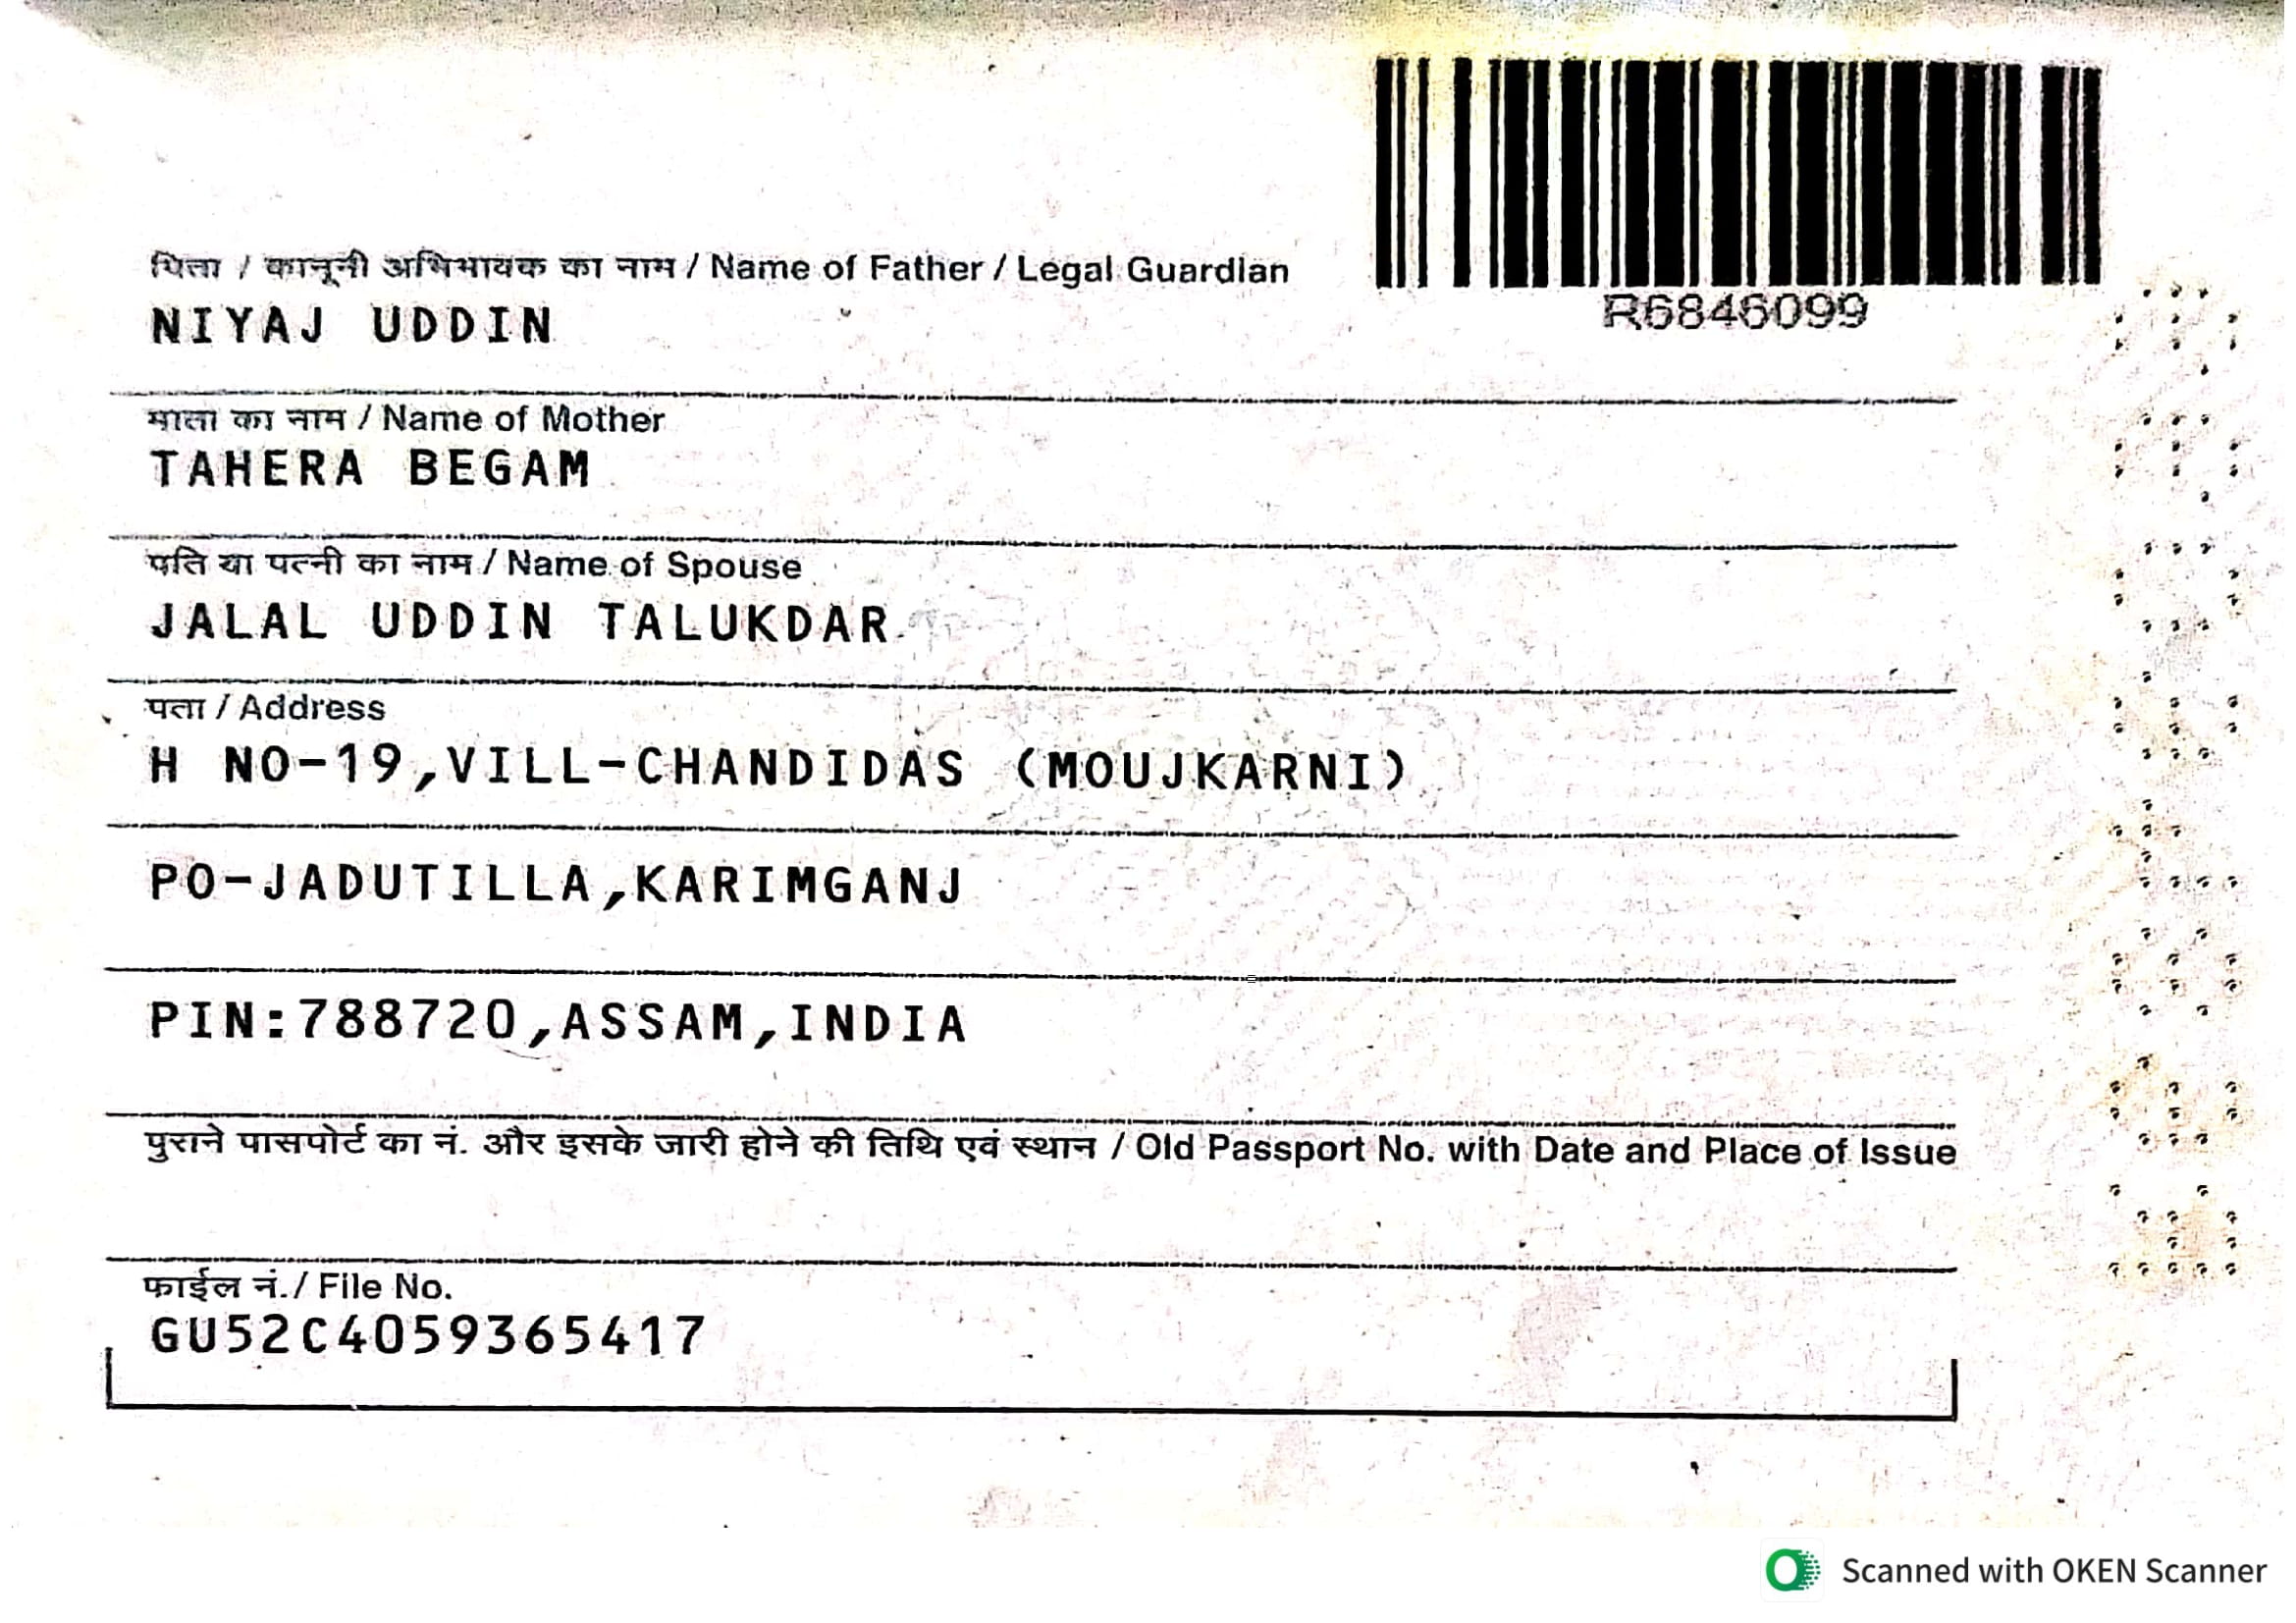 R6846099
पिता / कानूनी अभिभावक का नाम / Name of Father / Legal Guardian
NIYAJ UDDIN
माता का नाम / Name of Mother
TAHERA BEGAM
पति या पत्नी का नाम / Name of Spouse
JALAL UDDIN TALUKDAR
पता / Address
H NO-19,VILL-CHANDIDAS (MOUJKARNI)
PO-JADUTILLA,KARIMGANJ
PIN:788720,ASSAM,INDIA
पुराने पासपोर्ट का नं. और इसके जारी होने की तिथि एवं स्थान / Old Passport No. with Date and Place of Issue
फाईल नं./ File No.
GU52C4059365417
Scanned with OKEN Scanner